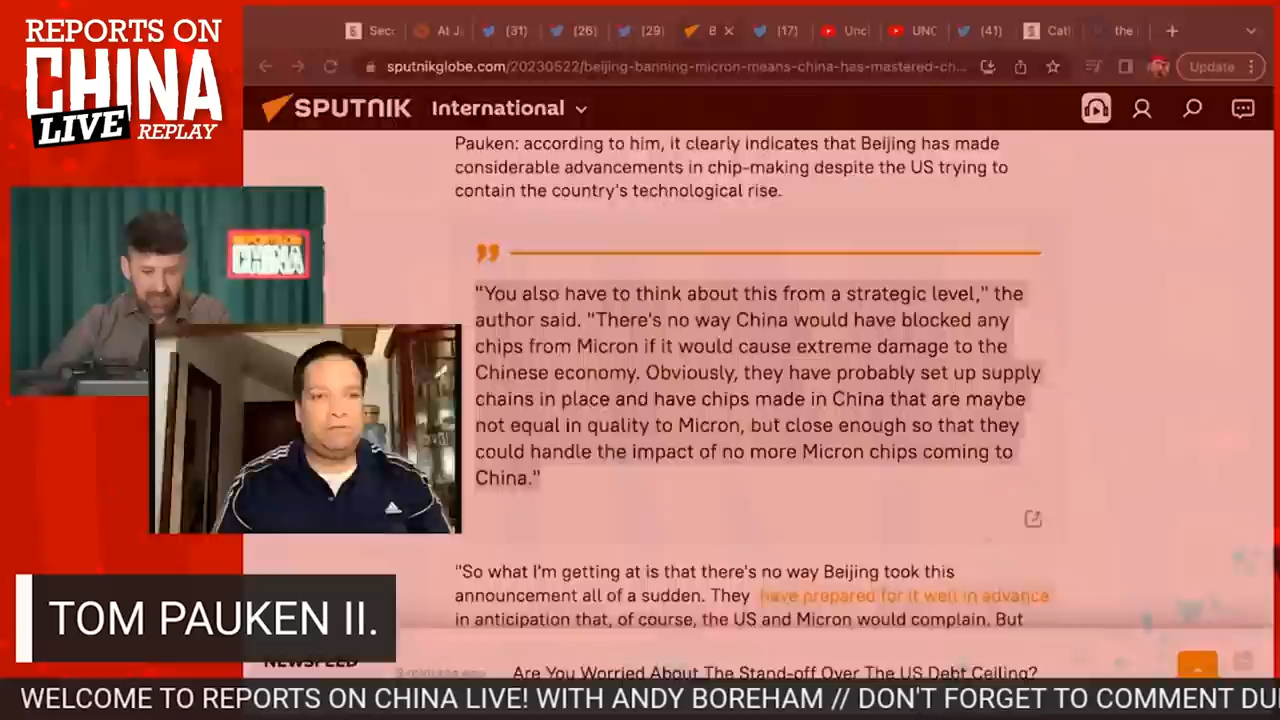 REPORTS ON
CHINA
LIVE REPLAY
(31)
(26)
(29)
(17)
(41)
the
sputnikglobe.com/20230522/beijing-banning-micron-means-china-has-mastered-ch...
Update
SPUTNIK International
Pauken: according to him, it clearly indicates that Beijing has made
considerable advancements in chip-making despite the US trying to
contain the country's technological rise.
"You also have to think about this from a strategic level," the
author said. "There's no way China would have blocked any
chips from Micron if it would cause extreme damage to the
Chinese economy. Obviously, they have probably set up supply
chains in place and have chips made in China that are maybe
not equal in quality to Micron, but close enough so that they
could handle the impact of no more Micron chips coming to
China."
"So what I'm getting at is that there's no way Beijing took this
announcement all of a sudden. They have prepared for it well in advance
in anticipation that, of course, the US and Micron would complain. But
NEWSFEED
Are You Worried About The Stand-off Over The US Debt Ceiling?
REPORTS ON
CHINA
TOM PAUKEN II.
WELCOME TO REPORTS ON CHINA LIVE! WITH ANDY BOREHAM // DON'T FORGET TO COMMENT DU